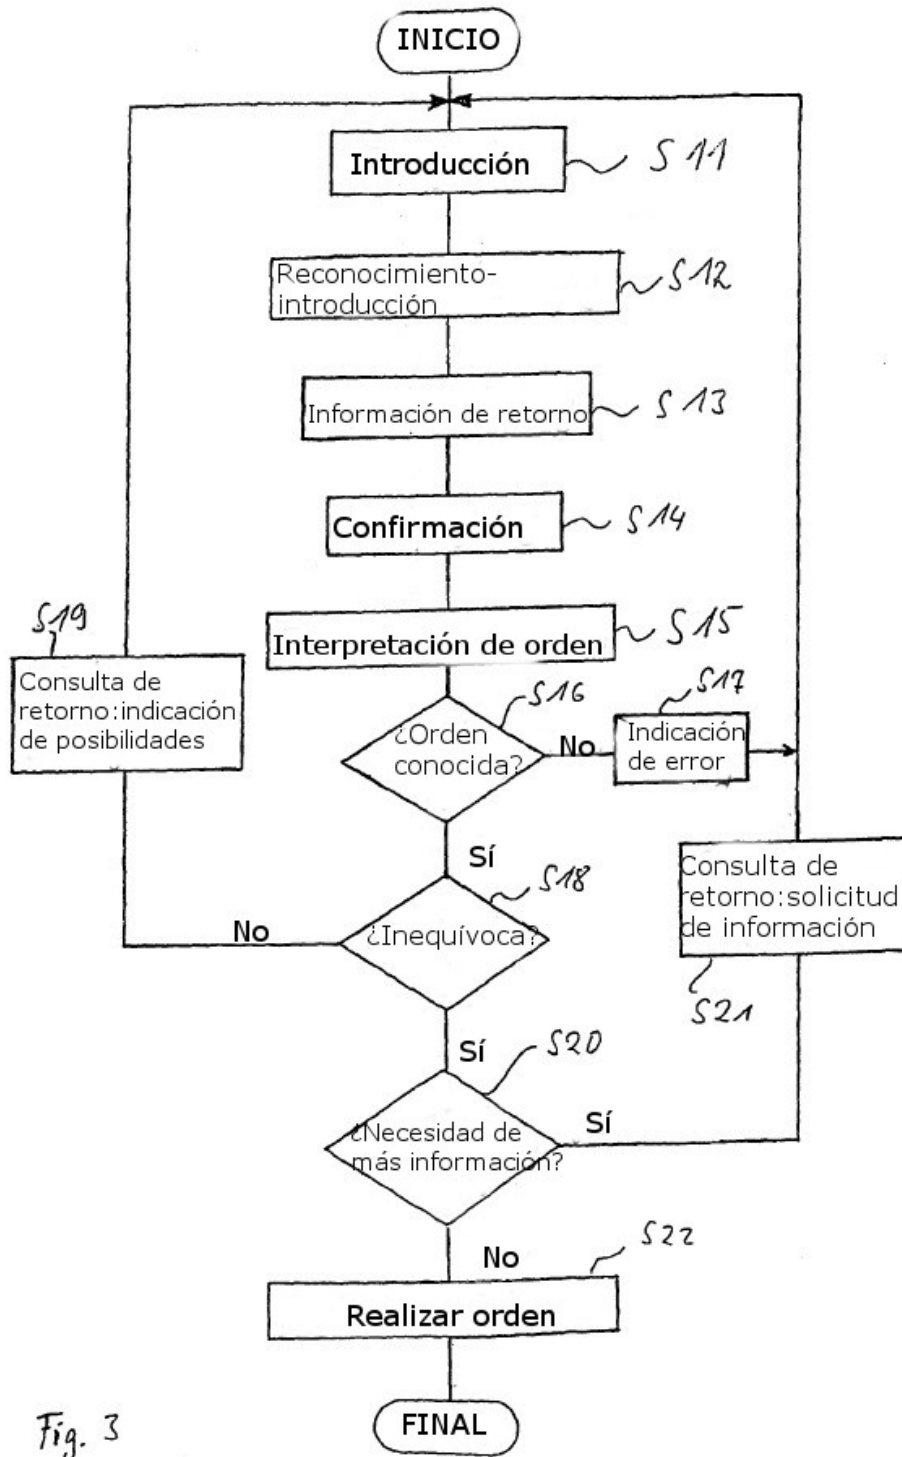 INICIO
Introducción
S11
Reconocimiento-
introducción
S12
Información de retorno
S13
Confirmación
S14
Interpretación de orden
S15
S19
Consulta de
retorno:indicación
de posibilidades
¿Orden
conocida?
S16
No
S17
Indicación
de error
Sí
¿Inequívoca?
S18
No
Consulta de
retorno:solicitud
de información
S21
Sí
S20
¿Necesidad de
más información?
Sí
No
S22
Realizar orden
FINAL
Fig. 3